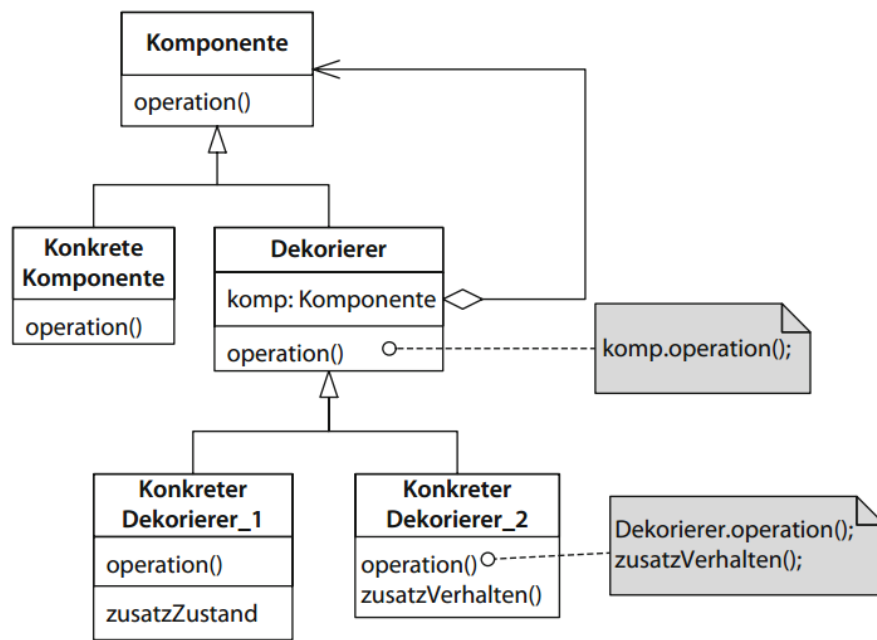 Komponente
operation()
Konkrete
Komponente
operation()
Dekorierer
komp: Komponente
operation()
komp.operation();
Konkreter
Dekorierer_1
operation()
zusatzZustand
Konkreter
Dekorierer_2
operation()
zusatzVerhalten()
Dekorierer.operation();
zusatzVerhalten();